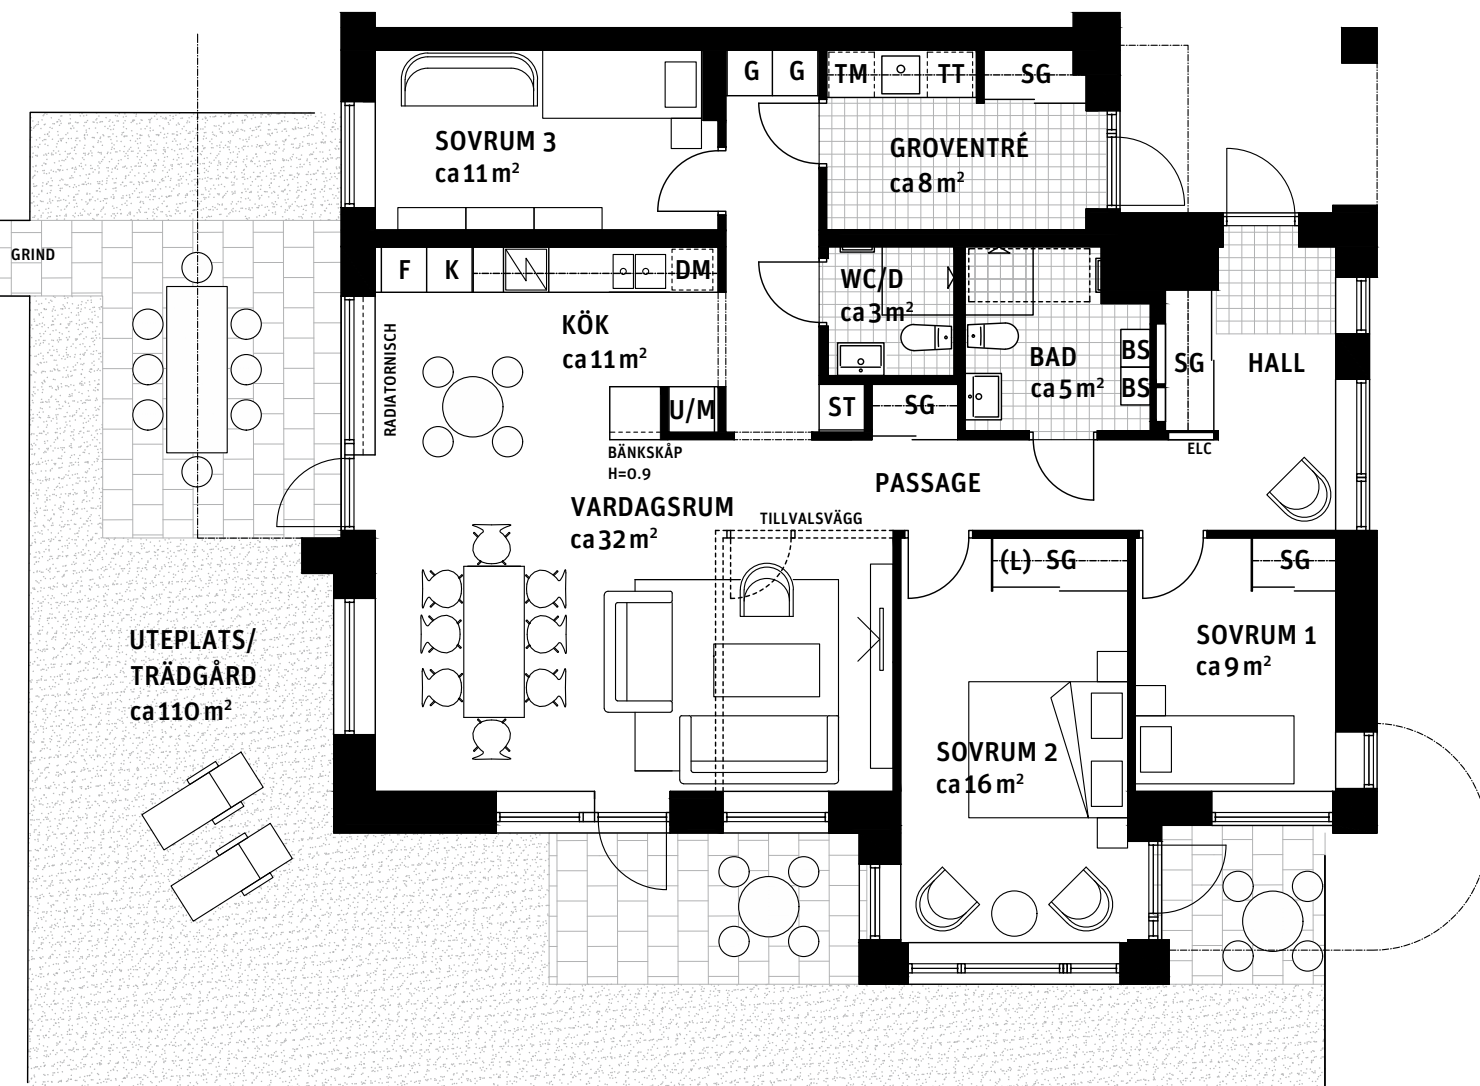 G G
TM TT SG
SOVRUM 3
ca 11 m²
GROVENTRÉ
ca 8 m²
GRIND
F K DM
WC/D
ca 3 m²
KÖK
ca 11 m²
RADIATORNISCH
BAD
ca 5 m²
BS
BS
SG
HALL
U/M
ST SG
BÄNKSKÅP
H=0.9
ELC
PASSAGE
VARDAGSRUM
ca 32 m²
TILLVALSVÄGG
(L) SG
SG
UTEPLATS/
TRÄDGÅRD
ca 110 m²
SOVRUM 1
ca 9 m²
SOVRUM 2
ca 16 m²